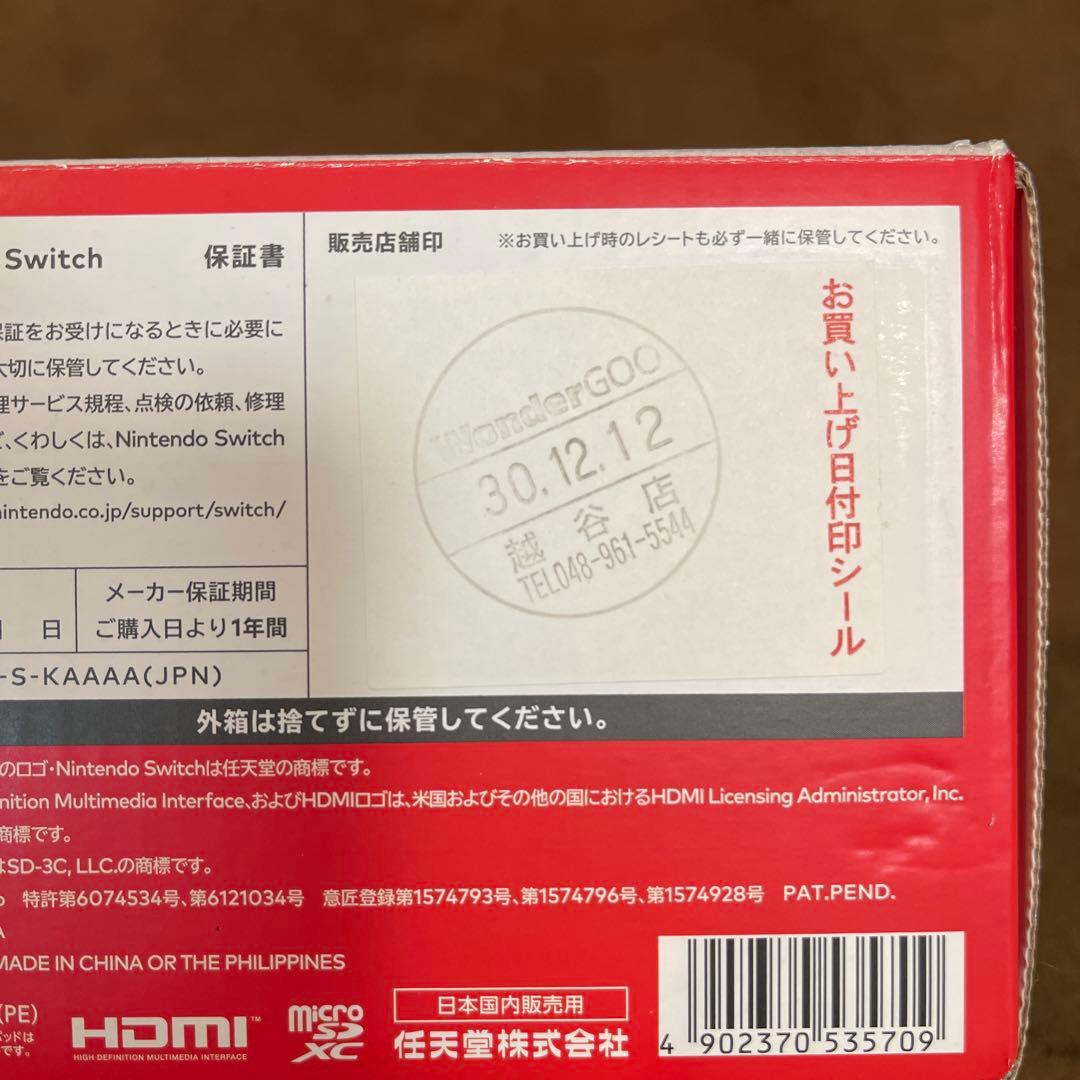 Switch 保証書
保証をお受けになるときに必要に
大切に保管してください。
理サービス規程、点検の依頼、修理
、くわしくは、Nintendo Switch
をご覧ください。
nintendo.co.jp/support/switch/
日 メーカー保証期間
ご購入日より1年間
-S-KAAAA(JPN)
販売店舗印 ※お買い上げ時のレシートも必ず一緒に保管してください。
WonderGOO
30.12.12
越谷店
TEL048-961-5544
お買い上げ日付印シール
外箱は捨てずに保管してください。
のロゴ・Nintendo Switchは任天堂の商標です。
nition Multimedia Interface、およびHDMIロゴは、米国およびその他の国におけるHDMI Licensing Administrator, Inc.
商標です。
はSD-3C, LLC.の商標です。
特許第6074534号、第6121034号 意匠登録第1574793号、第1574796号、第1574928号 PAT.PEND.
MADE IN CHINA OR THE PHILIPPINES
(PE)
パッドは
です。
HDMI™
HIGH-DEFINITION MULTIMEDIA INTERFACE
micro SD XC
日本国内販売用
任天堂株式会社
4 902370 535709